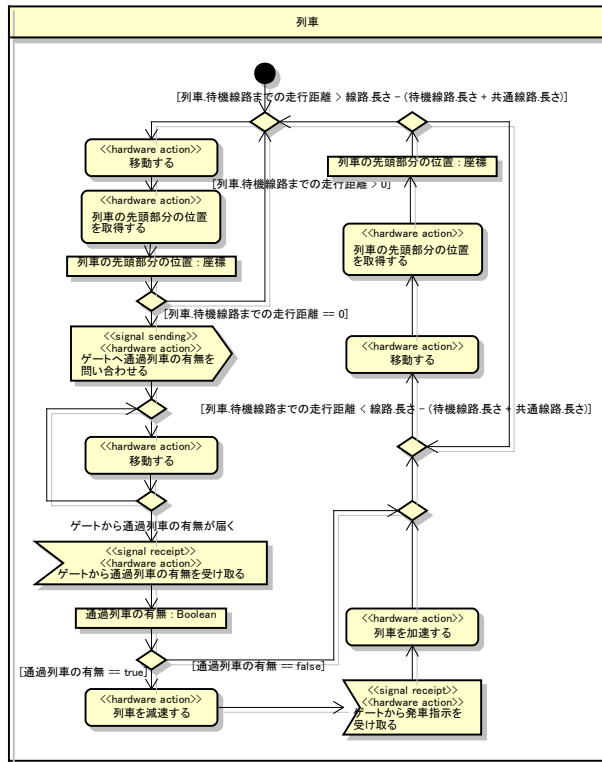 列車
[列車.待機線路までの走行距離 > 線路.長さ - (待機線路.長さ + 共通線路.長さ)]
<<hardware action>>
移動する
[列車.待機線路までの走行距離 > 0]
<<hardware action>>
列車の先頭部分の位置
を取得する
列車の先頭部分の位置 : 座標
[列車.待機線路までの走行距離 == 0]
<<signal sending>>
<<hardware action>>
ゲートへ通過列車の有無を
問い合わせる
<<hardware action>>
移動する
ゲートから通過列車の有無が届く
<<signal receipt>>
<<hardware action>>
ゲートから通過列車の有無を受け取る
通過列車の有無 : Boolean
[通過列車の有無 == true]
[通過列車の有無 == false]
<<hardware action>>
列車を減速する
<<signal receipt>>
<<hardware action>>
ゲートから発車指示を
受け取る
<<hardware action>>
列車を加速する
[列車.待機線路までの走行距離 < 線路.長さ - (待機線路.長さ + 共通線路.長さ)]
<<hardware action>>
移動する
<<hardware action>>
列車の先頭部分の位置
を取得する
列車の先頭部分の位置 : 座標